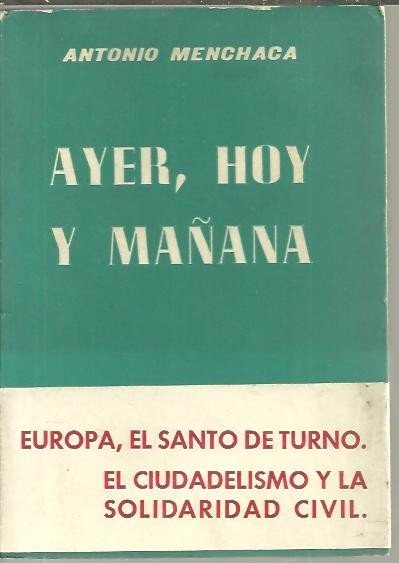 ANTONIO MENCHACA
AYER, HOY
Y MAÑANA
EUROPA, EL SANTO DE TURNO.
EL CIUDADELISMO Y LA
SOLIDARIDAD CIVIL.